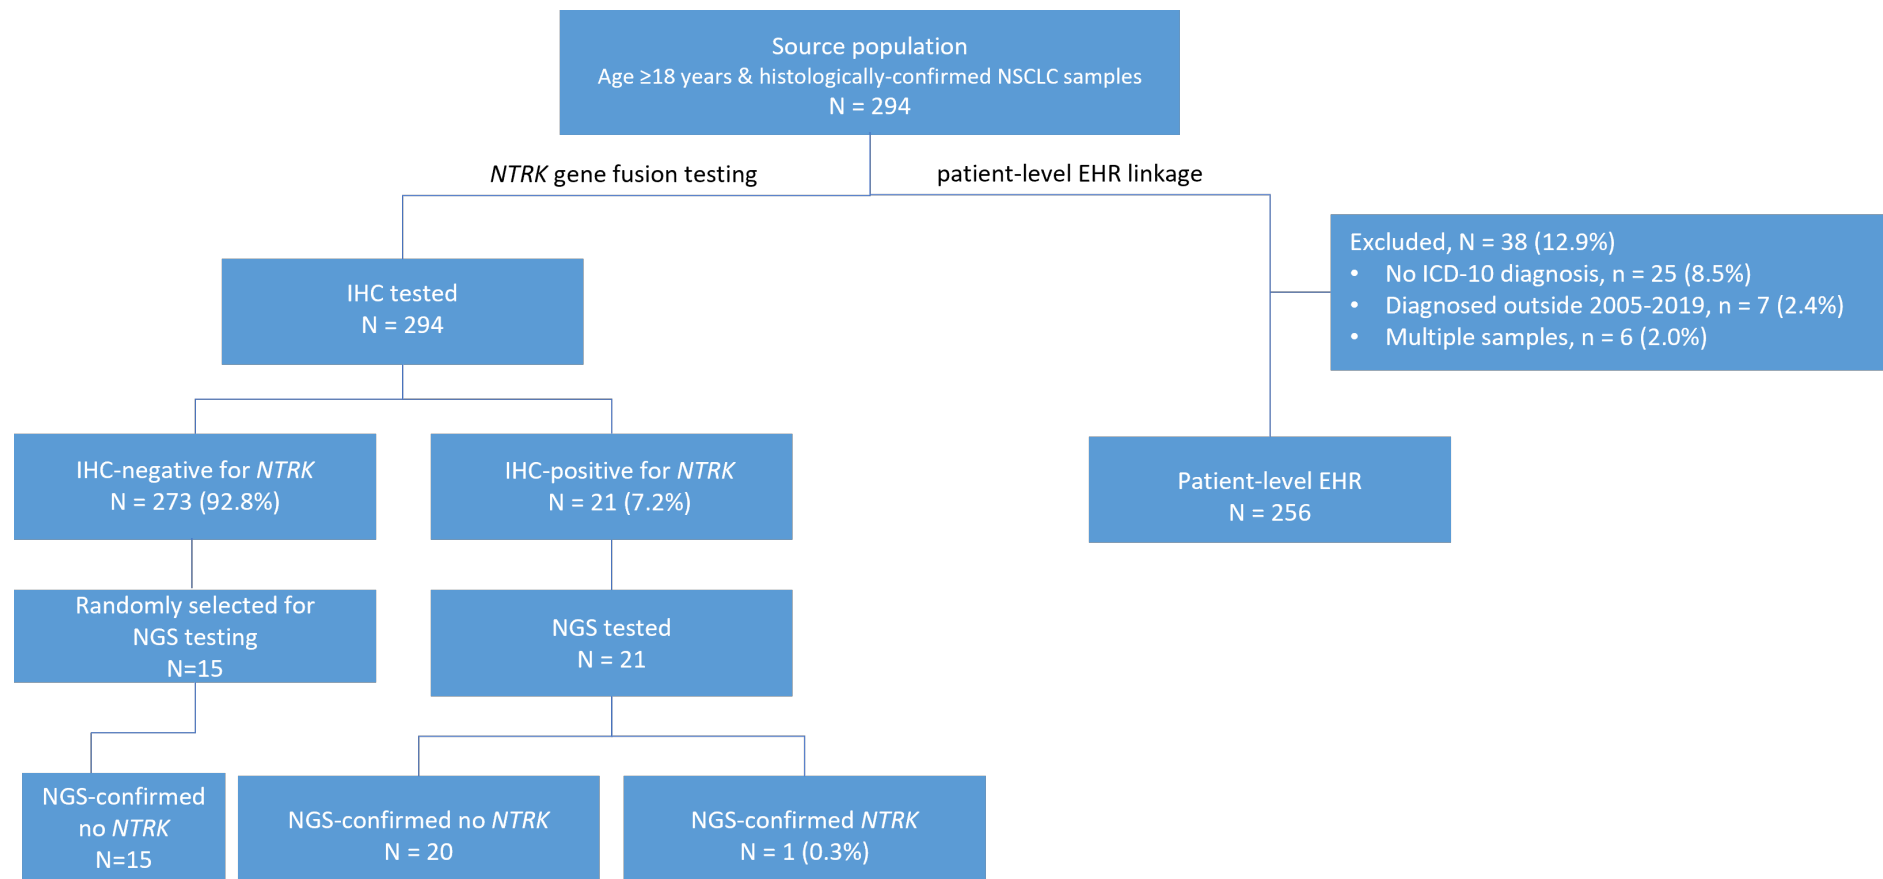 Source population
Age ≥18 years & histologically-confirmed NSCLC samples
N = 294
NTRK gene fusion testing
patient-level EHR linkage
Excluded, N = 38 (12.9%)
• No ICD-10 diagnosis, n = 25 (8.5%)
• Diagnosed outside 2005-2019, n = 7 (2.4%)
• Multiple samples, n = 6 (2.0%)
IHC tested
N = 294
IHC-negative for NTRK
N = 273 (92.8%)
IHC-positive for NTRK
N = 21 (7.2%)
Patient-level EHR
N = 256
Randomly selected for
NGS testing
N=15
NGS tested
N = 21
NGS-confirmed
no NTRK
N=15
NGS-confirmed no NTRK
N = 20
NGS-confirmed NTRK
N = 1 (0.3%)